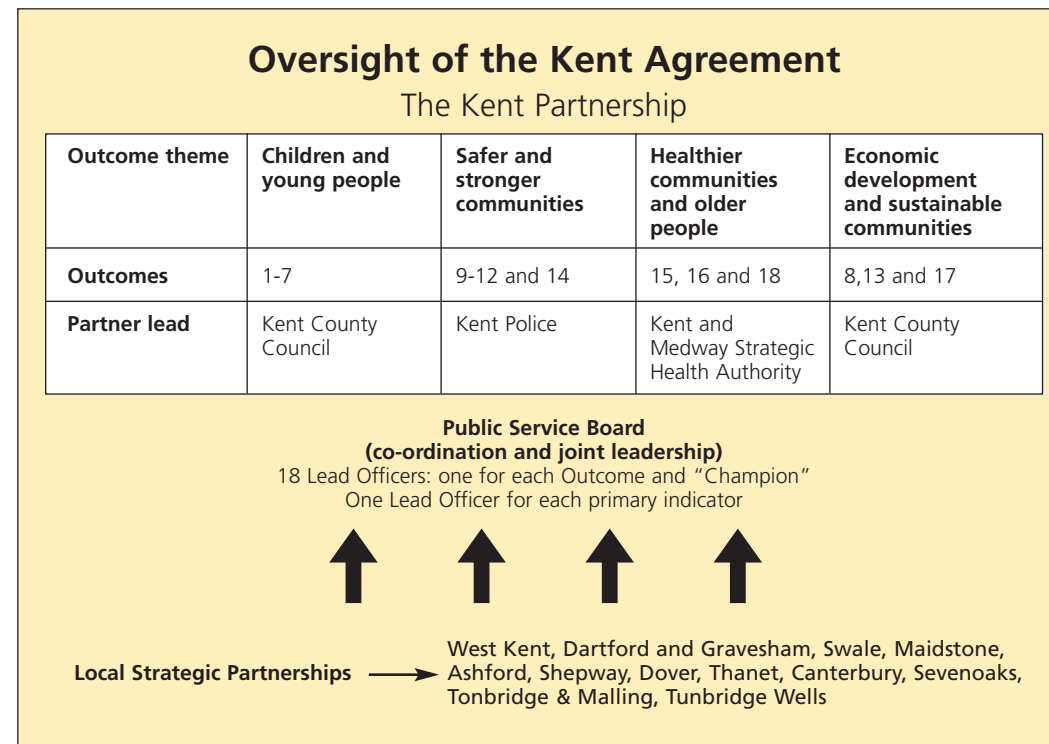 Oversight of the Kent Agreement
The Kent Partnership
Outcome theme
Children and
young people
Safer and
stronger
communities
Healthier
communities
and older
people
Economic
development
and sustainable
communities
Outcomes
1-7
9-12 and 14
15, 16 and 18
8,13 and 17
Partner lead
Kent County
Council
Kent Police
Kent and
Medway Strategic
Health Authority
Kent County
Council
Public Service Board
(co-ordination and joint leadership)
18 Lead Officers: one for each Outcome and “Champion”
One Lead Officer for each primary indicator
Local Strategic Partnerships
West Kent, Dartford and Gravesham, Swale, Maidstone,
Ashford, Shepway, Dover, Thanet, Canterbury, Sevenoaks,
Tonbridge & Malling, Tunbridge Wells